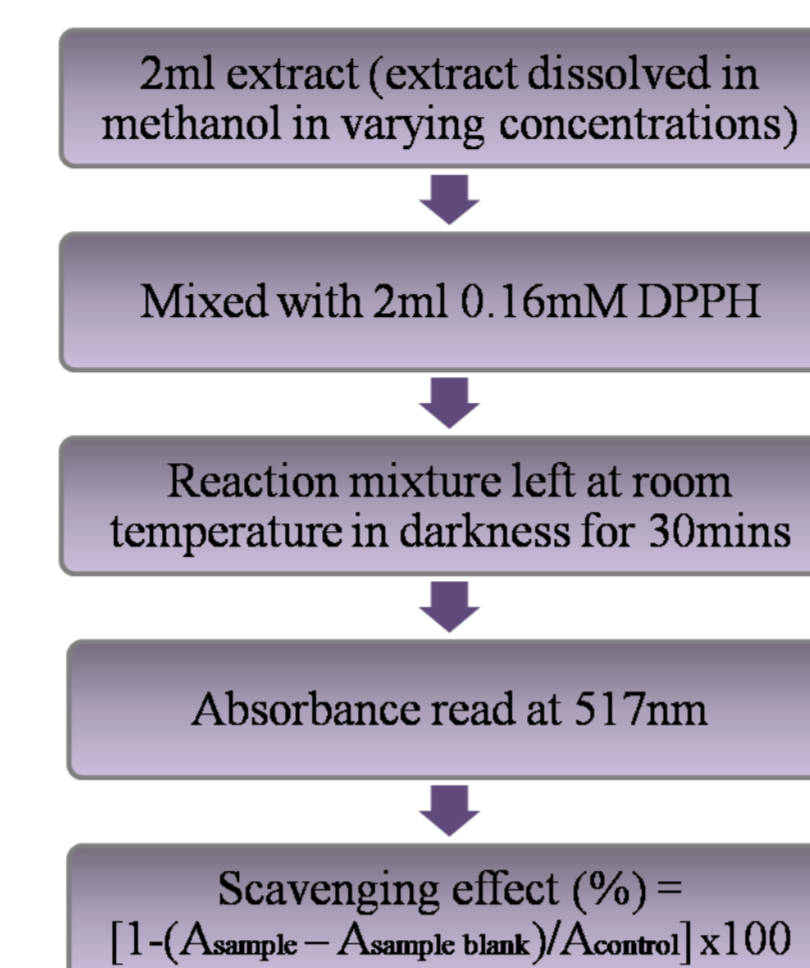 2ml extract (extract dissolved in
methanol in varying concentrations)
Mixed with 2ml 0.16mM DPPH
Reaction mixture left at room
temperature in darkness for 30mins
Absorbance read at 517nm
Scavenging effect (%) =
[1-(Asample – Asample blank)/Acontrol] x100